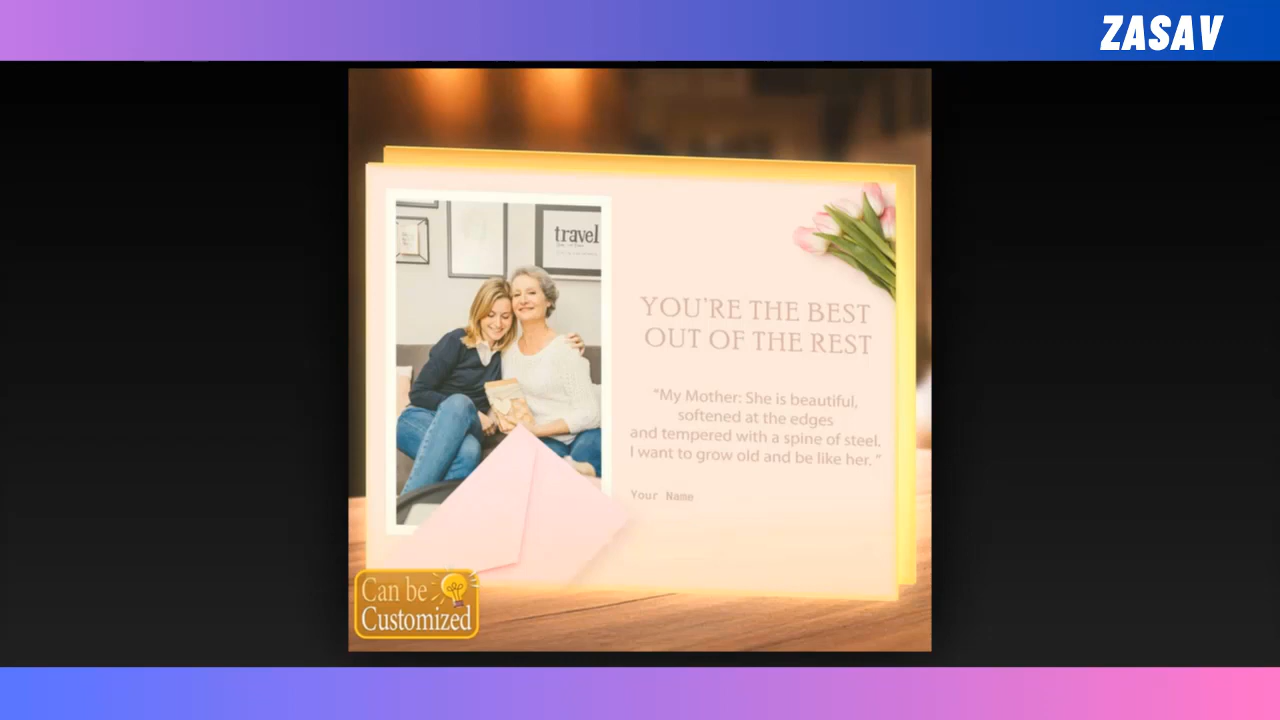 ZASAV
travel
YOU'RE THE BEST
OUT OF THE REST
“My Mother: She is beautiful,
softened at the edges
and tempered with a spine of steel.
I want to grow old and be like her. “
Your Name
Can be
Customized